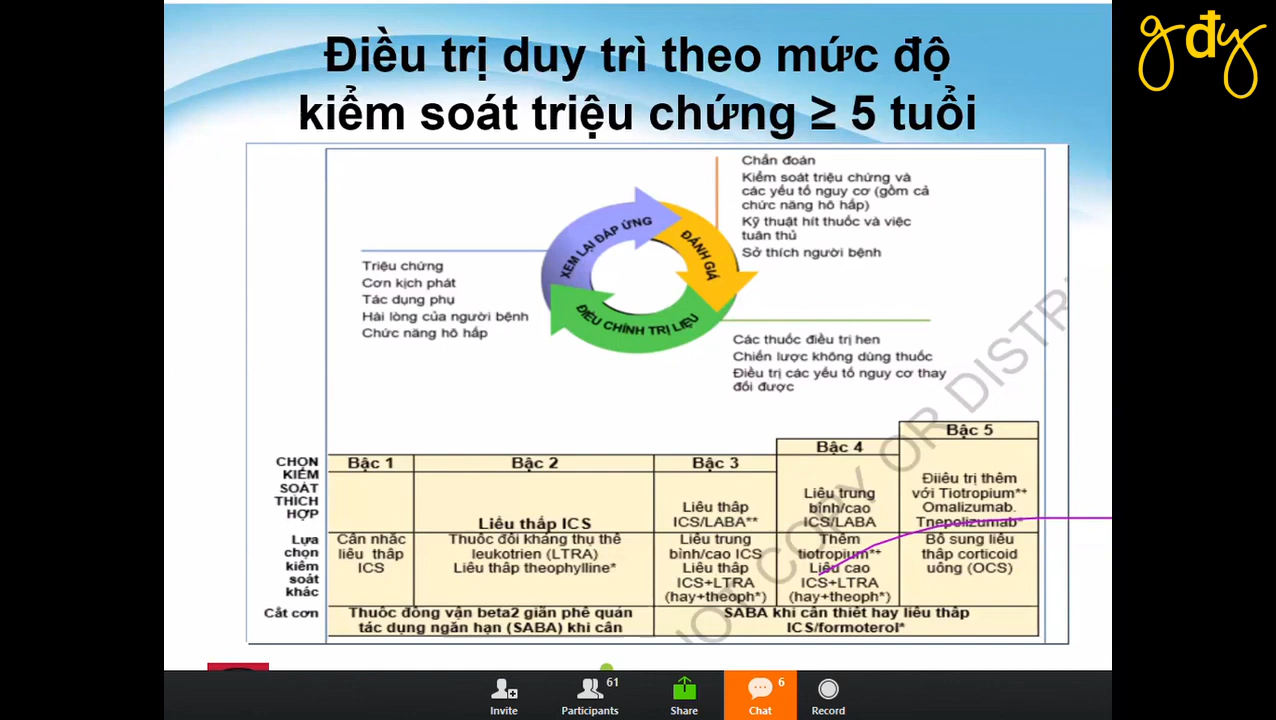 gđy
Điều trị duy trì theo mức độ
kiểm soát triệu chứng ≥ 5 tuổi
Chẩn đoán
Kiểm soát triệu chứng và
các yếu tố nguy cơ (gồm cả
chức năng hô hấp)
Kỹ thuật hít thuốc và việc
tuân thủ
Sở thích người bệnh
XEM LẠI ĐÁP ỨNG
ĐÁNH GIÁ
ĐIỀU CHỈNH TRỊ LIỆU
Triệu chứng
Cơn kịch phát
Tác dụng phụ
Hài lòng của người bệnh
Chức năng hô hấp
Các thuốc điều trị hen
Chiến lược không dùng thuốc
Điều trị các yếu tố nguy cơ thay
đổi được
CHỌN
KIỂM
SOÁT
THÍCH
HỢP
Bậc 1
Bậc 2
Bậc 3
Bậc 4
Bậc 5
Liều thấp ICS
Liều thấp
ICS/LABA**
Liều trung
bình/cao
ICS/LABA
Điiêu trị thêm
với Tiotropium*+
Omalizumab.
Tnepolizumab*
Lựa
chọn
kiểm
soát
khác
Cân nhắc
liều thấp
ICS
Thuốc đối kháng thụ thể
leukotrien (LTRA)
Liều thấp theophylline*
Liều trung
bình/cao ICS
Liều thấp
ICS+LTRA
(hay+theoph*)
Thêm
tiotropium*+
Liều cao
ICS+LTRA
(hay+theoph*)
Bổ sung liều
thấp corticoid
uống (OCS)
Cắt cơn
Thuốc đồng vận beta2 giãn phế quản
tác dụng ngắn hạn (SABA) khi cần
SABA khi cần thiết hay liều thấp
ICS/formoterol*
NOT COPY OR DISTR
Invite
Participants
61
Share
Chat
6
Record